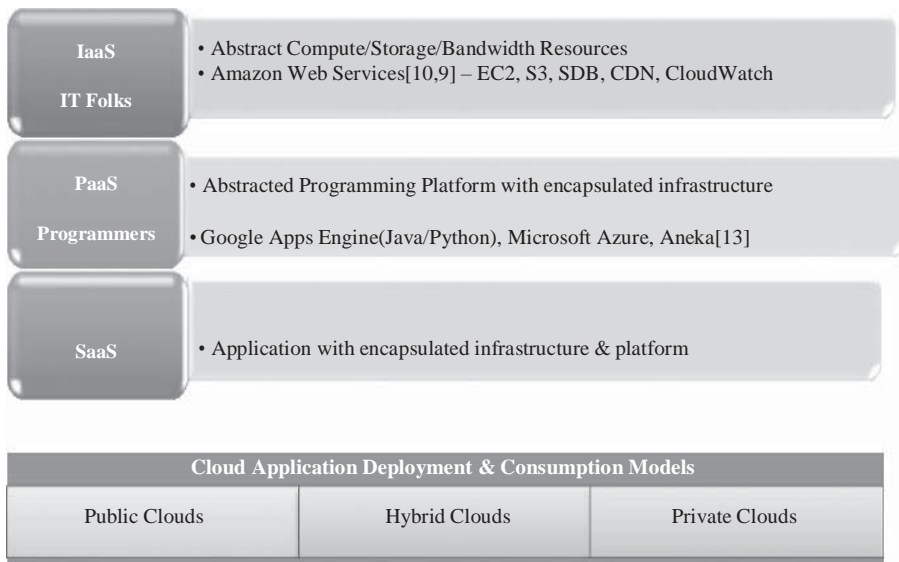 IaaS
IT Folks
• Abstract Compute/Storage/Bandwidth Resources
• Amazon Web Services[10,9] – EC2, S3, SDB, CDN, CloudWatch
PaaS
Programmers
• Abstracted Programming Platform with encapsulated infrastructure
• Google Apps Engine(Java/Python), Microsoft Azure, Aneka[13]
SaaS
• Application with encapsulated infrastructure & platform
Cloud Application Deployment & Consumption Models
Public Clouds
Hybrid Clouds
Private Clouds